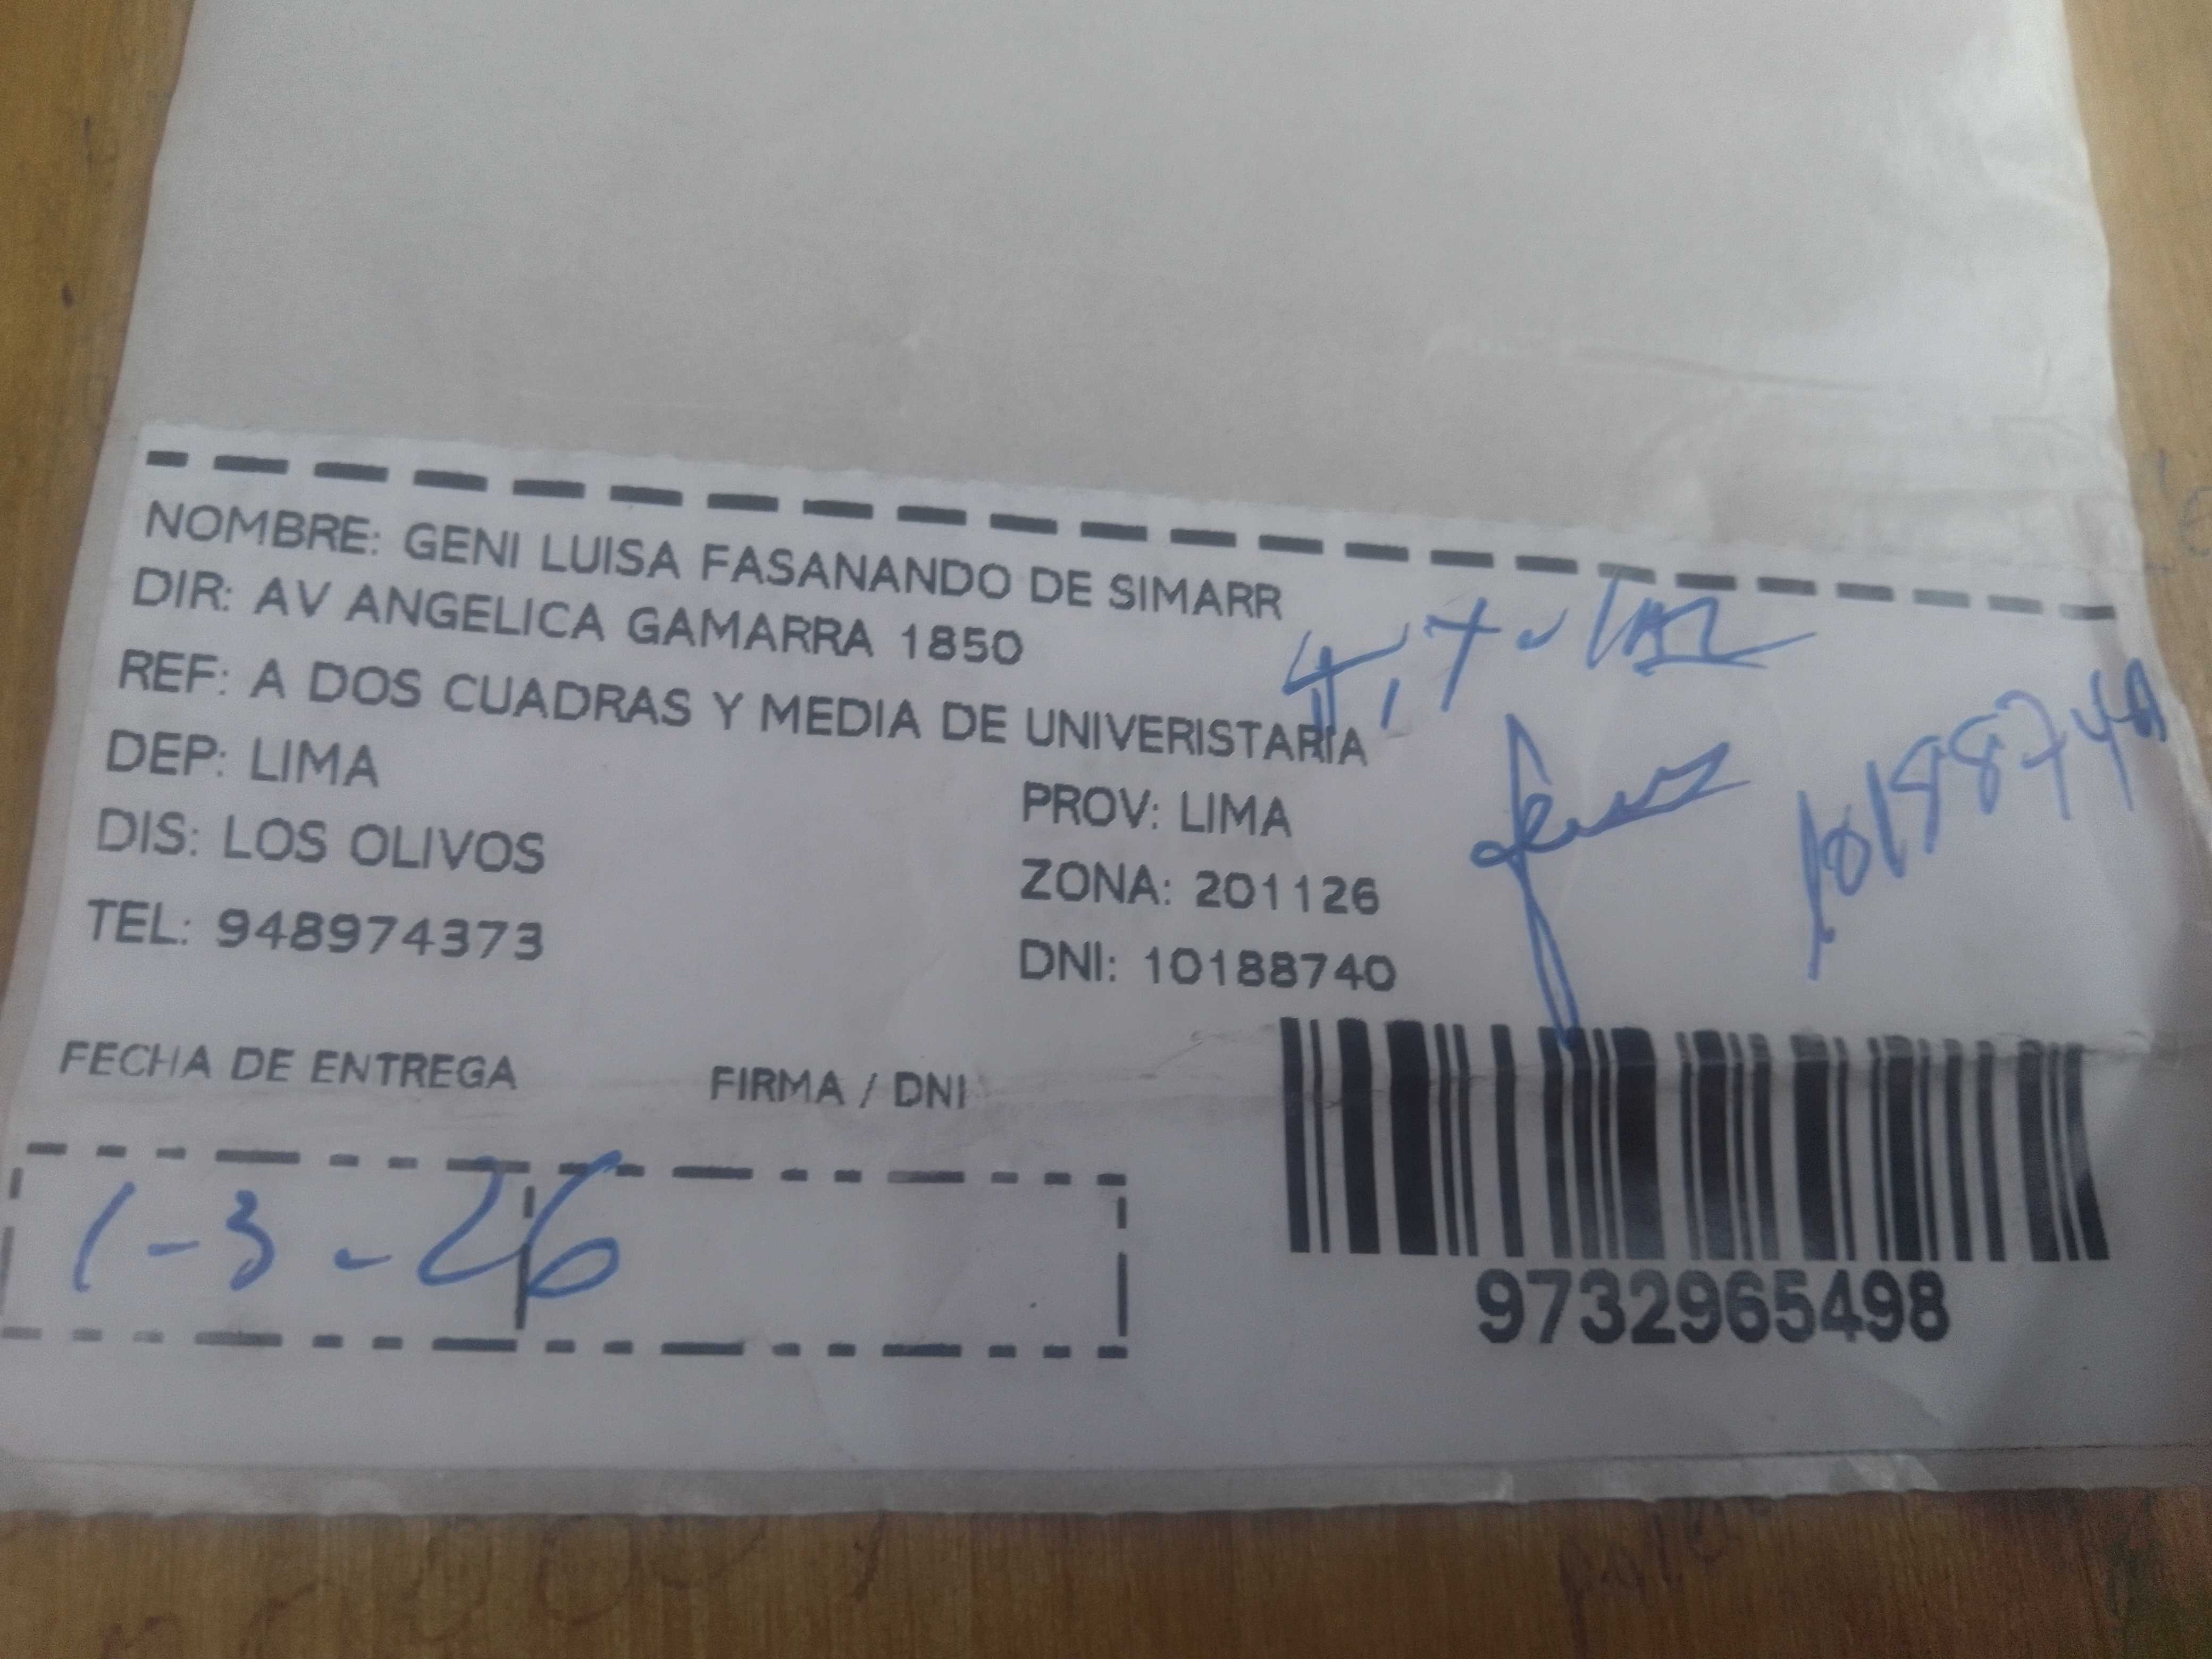 NOMBRE: GENI LUISA FASANANDO DE SIMARR
DIR: AV ANGELICA GAMARRA 1850
REF: A DOS CUADRAS Y MEDIA DE UNIVERISTARIA
DEP: LIMA
PROV: LIMA
DIS: LOS OLIVOS
ZONA: 201126
TEL: 948974373
DNI: 10188740
10188740
FECHA DE ENTREGA
FIRMA / DNI
1-3-26
9732965498